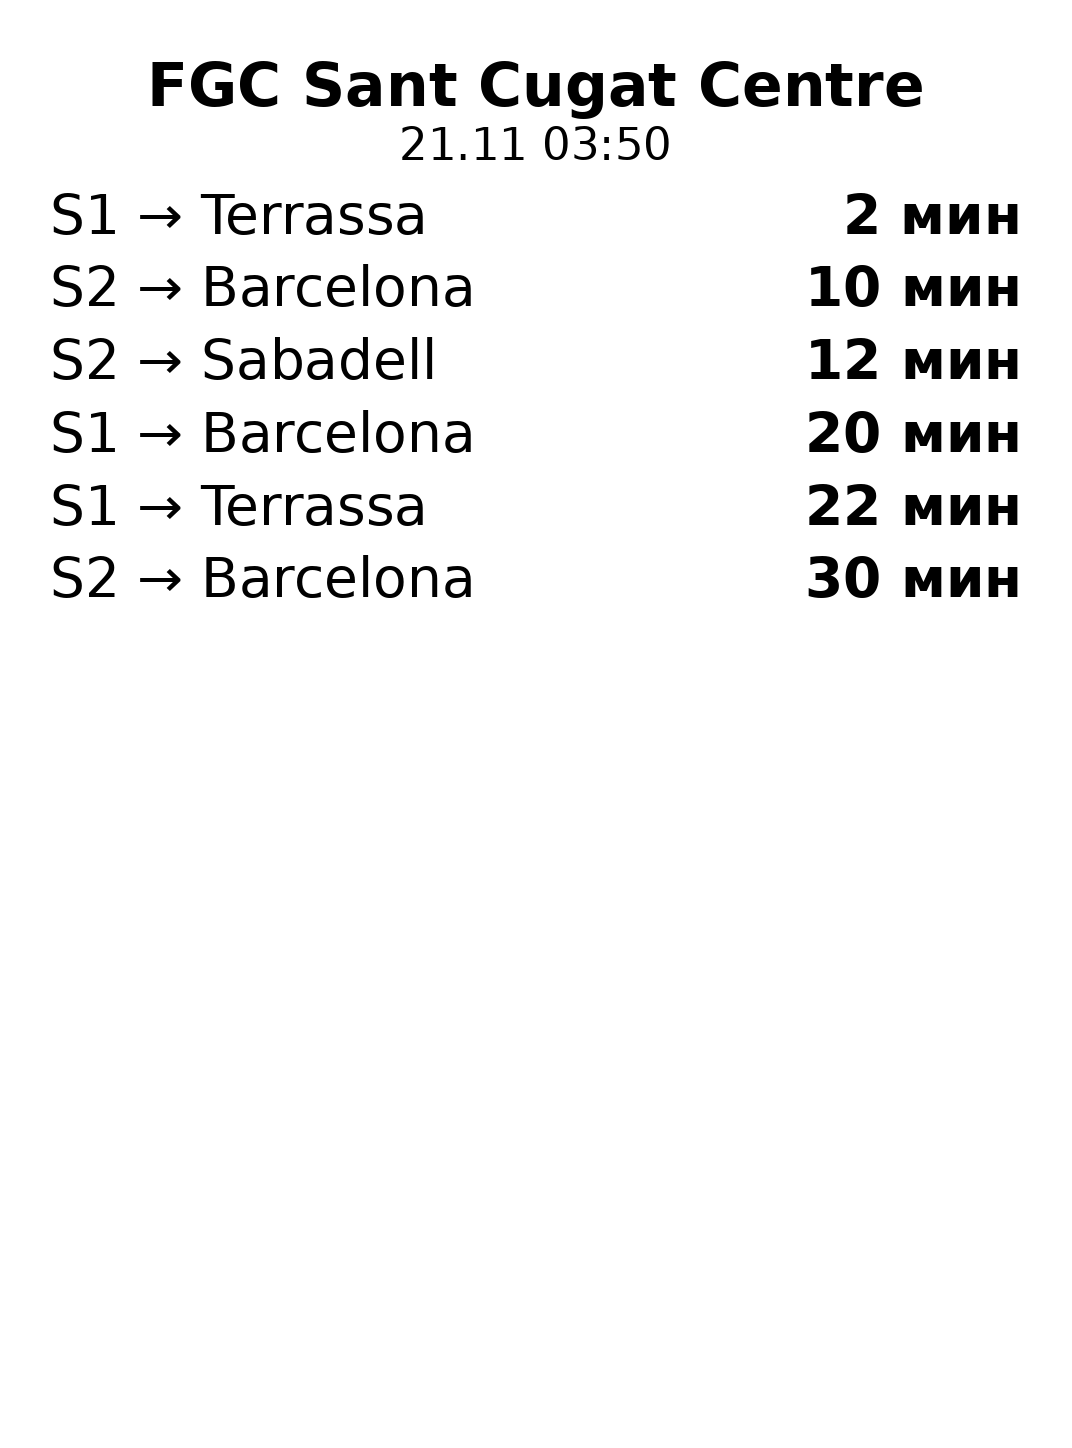 FGC Sant Cugat Centre
21.11 03:50
S1 → Terrassa 2 мин
S2 → Barcelona 10 мин
S2 → Sabadell 12 мин
S1 → Barcelona 20 мин
S1 → Terrassa 22 мин
S2 → Barcelona 30 мин